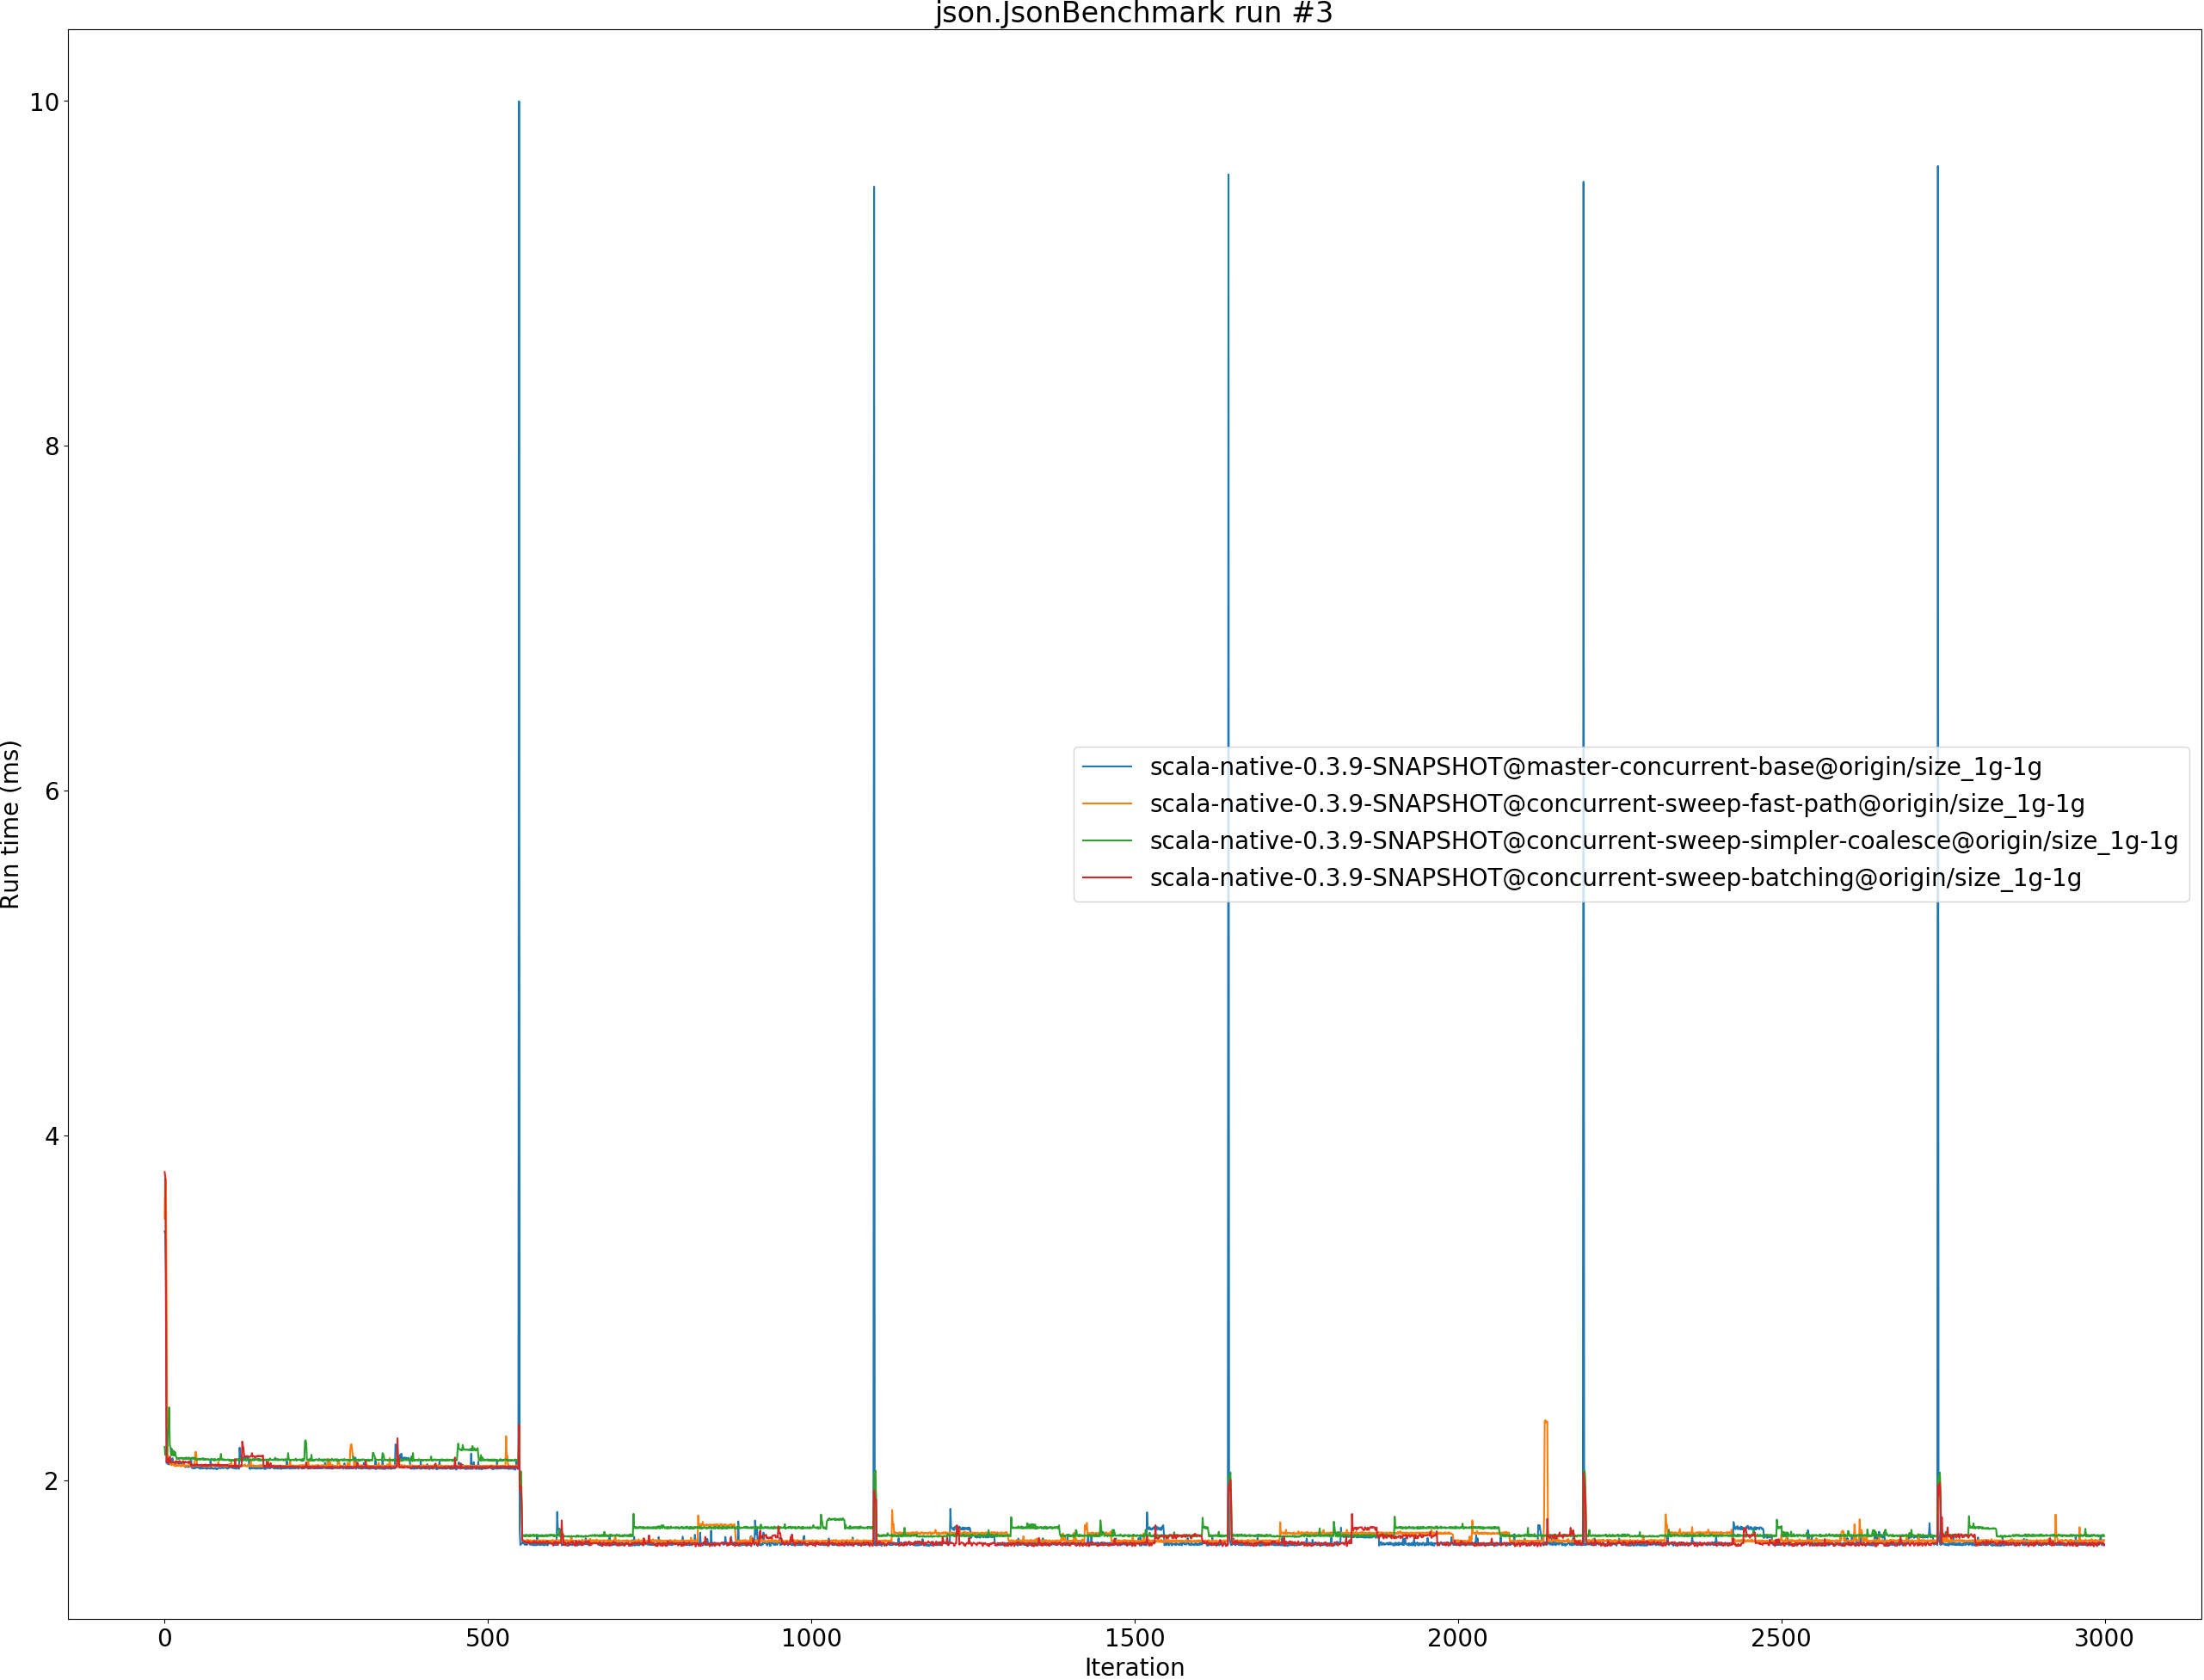 json.JsonBenchmark run #3
10
8
6
4
2
Run time (ms)
scala-native-0.3.9-SNAPSHOT@master-concurrent-base@origin/size_1g-1g
scala-native-0.3.9-SNAPSHOT@concurrent-sweep-fast-path@origin/size_1g-1g
scala-native-0.3.9-SNAPSHOT@concurrent-sweep-simpler-coalesce@origin/size_1g-1g
scala-native-0.3.9-SNAPSHOT@concurrent-sweep-batching@origin/size_1g-1g
0 500 1000 1500 2000 2500 3000
Iteration